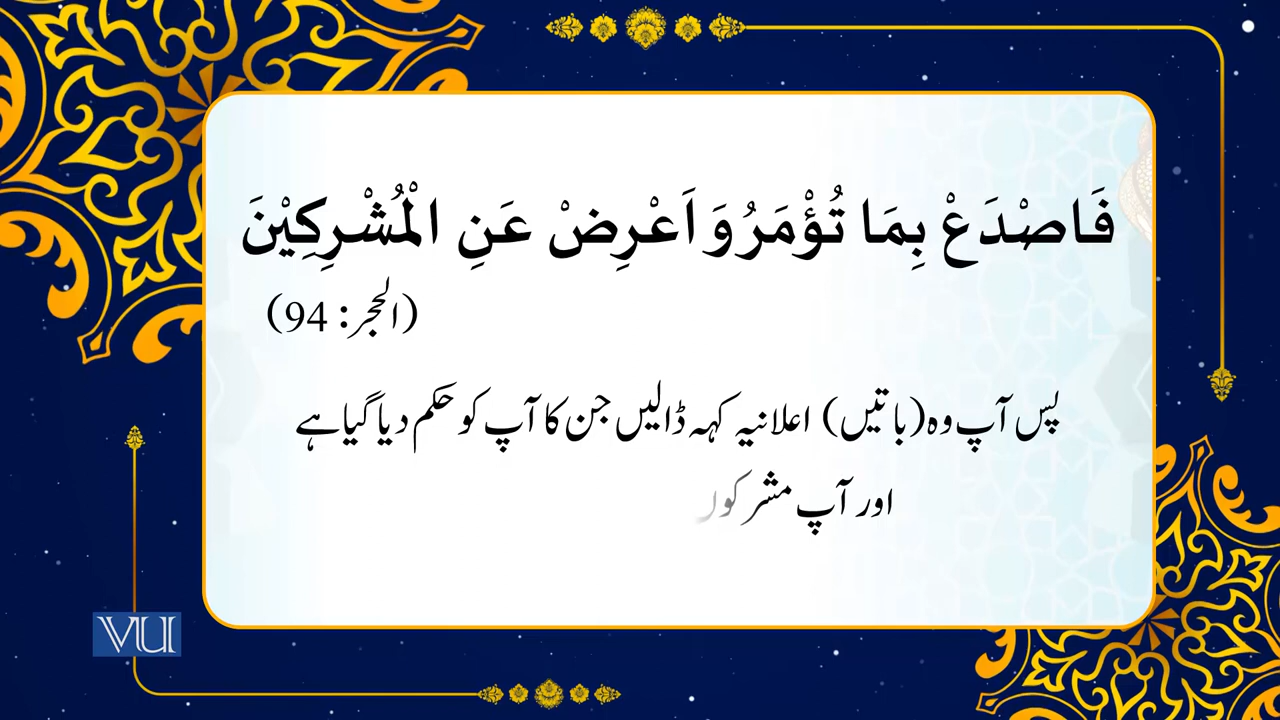 فَاصْدَعْ بِمَا تُؤْمَرُ وَ اَعْرِضْ عَنِ الْمُشْرِكِيْنَ
(الحجر: 94)
پس آپ وہ (باتیں) اعلانیہ کہہ ڈالیں جن کا آپ کو حکم دیا گیا ہے
اور آپ مشرکو
VU